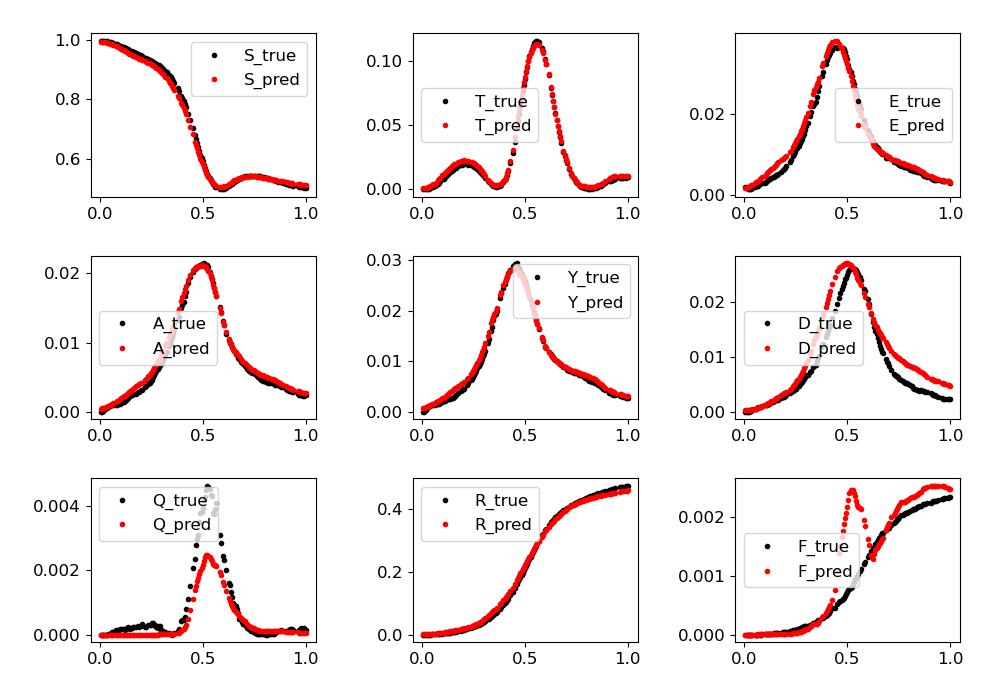 1.0
0.8
0.6
0.0 0.5 1.0
S_true
S_pred
0.10
0.05
0.00
0.0 0.5 1.0
T_true
T_pred
0.02
0.00
0.0 0.5 1.0
E_true
E_pred
0.02
0.01
0.00
0.0 0.5 1.0
A_true
A_pred
0.03
0.02
0.01
0.00
0.0 0.5 1.0
Y_true
Y_pred
0.02
0.01
0.00
0.0 0.5 1.0
D_true
D_pred
0.004
0.002
0.000
0.0 0.5 1.0
Q_true
Q_pred
0.4
0.2
0.0
0.0 0.5 1.0
R_true
R_pred
0.002
0.001
0.000
0.0 0.5 1.0
F_true
F_pred